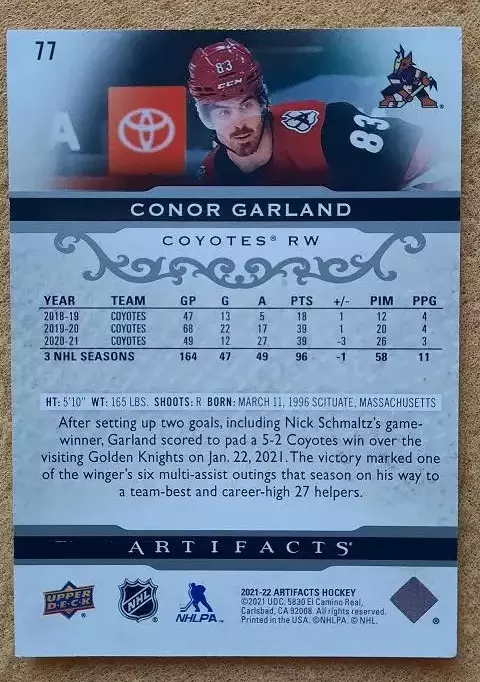 77
83
CCM
A
TOYOTA
83
CONOR GARLAND
COYOTES® RW
YEAR TEAM GP G A PTS +/- PIM PPG
2018-19 COYOTES 47 13 5 18 1 12 4
2019-20 COYOTES 68 22 17 39 1 20 4
2020-21 COYOTES 49 12 27 39 -3 26 3
3 NHL SEASONS 164 47 49 96 -1 58 11
HT: 5'10" WT: 165 LBS. SHOOTS: R BORN: MARCH 11, 1996 SCITUATE, MASSACHUSETTS
After setting up two goals, including Nick Schmaltz's game-
winner, Garland scored to pad a 5-2 Coyotes win over the
visiting Golden Knights on Jan. 22, 2021. The victory marked one
of the winger's six multi-assist outings that season on his way to
a team-best and career-high 27 helpers.
ARTIFACTS®
UPPER
DECK
NHL
NHLPA
2021-22 ARTIFACTS HOCKEY
©2021 UDC. 5830 El Camino Real,
Carlsbad, CA 92008. All rights reserved.
Printed in the USA. ©NHLPA. © NHL.